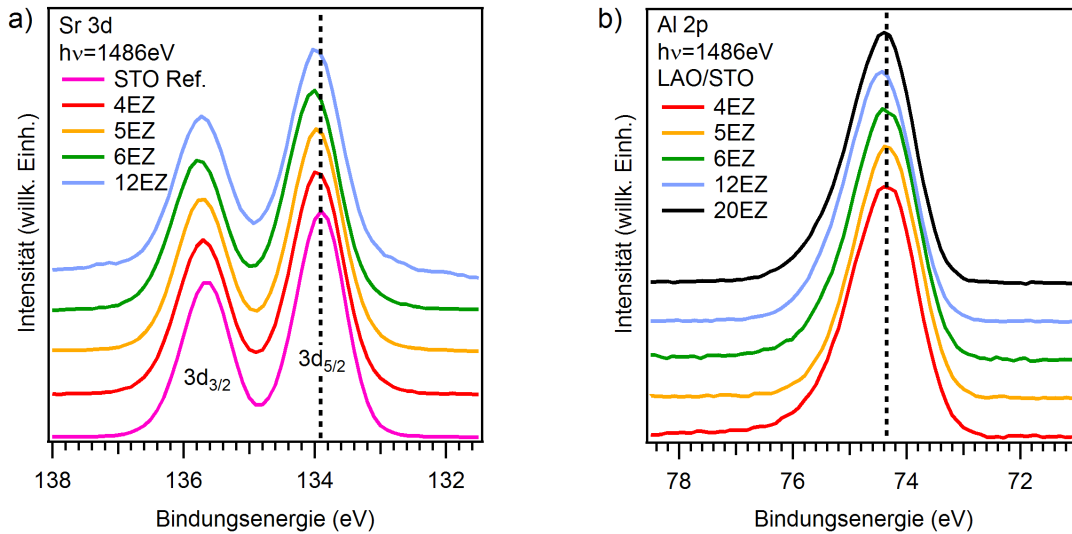 a)
Sr 3d
hν=1486eV
STO Ref.
4EZ
5EZ
6EZ
12EZ
3d3/2
3d5/2
Intensität (willk. Einh.)
138
136
134
132
Bindungsenergie (eV)
b)
Al 2p
hν=1486eV
LAO/STO
4EZ
5EZ
6EZ
12EZ
20EZ
Intensität (willk. Einh.)
78
76
74
72
Bindungsenergie (eV)